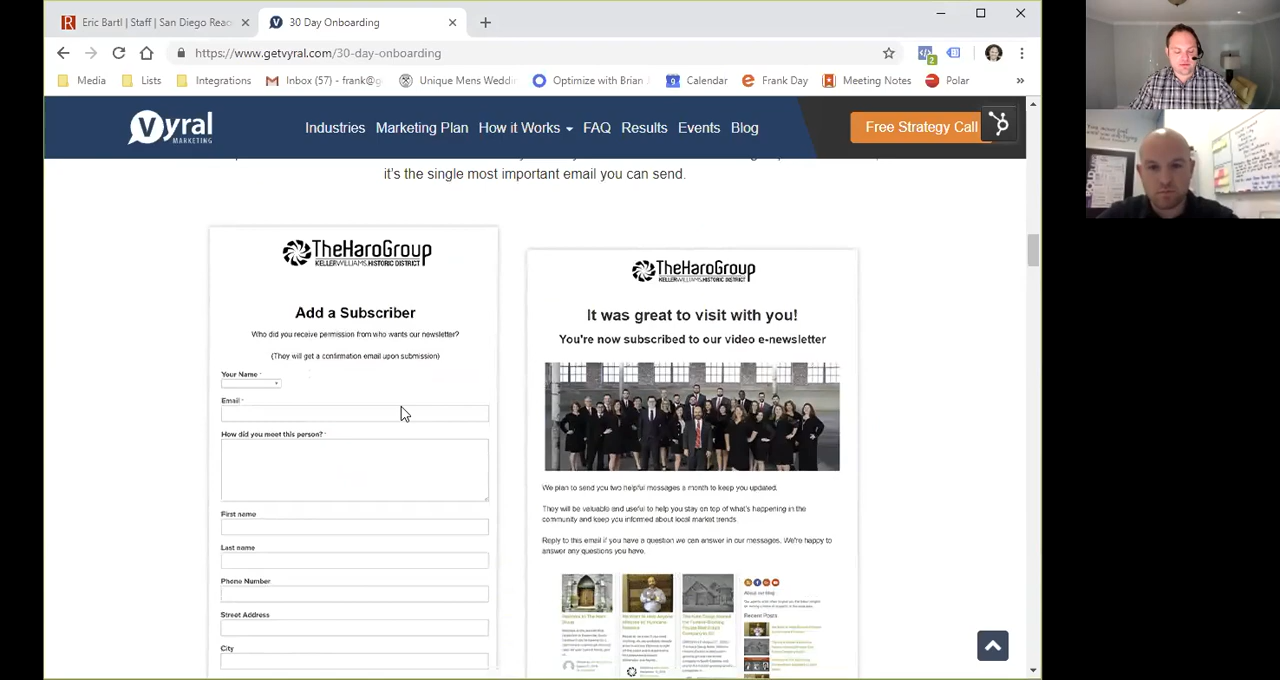 Eric Bartl | Staff | San Diego Rea
30 Day Onboarding
https://www.getvyral.com/30-day-onboarding
Media
Lists
Integrations
Inbox (57) - frank@g
Unique Mens Weddi
Optimize with Brian
Calendar
Frank Day
Meeting Notes
Polar
»
Vyral
MARKETING
Industries
Marketing Plan
How it Works
FAQ
Results
Events
Blog
Free Strategy Call
it's the single most important email you can send.
TheHaroGroup
KELLERWILLIAMS.HISTORIC DISTRICT
Add a Subscriber
Who did you receive permission from who wants our newsletter?
(They will get a confirmation email upon submission)
Your Name *
Email *
How did you meet this person? *
First name
Last name
Phone Number
Street Address
City
TheHaroGroup
KELLERWILLIAMS.HISTORIC DISTRICT
It was great to visit with you!
You're now subscribed to our video e-newsletter
We plan to send you two helpful messages a month to keep you updated.
They will be valuable and useful to help you stay on top of what's happening in the
community and keep you informed about local market trends.
Reply to this email if you have a question we can answer in our messages. We're happy to
answer any questions you have.
About our blog
Recent Posts